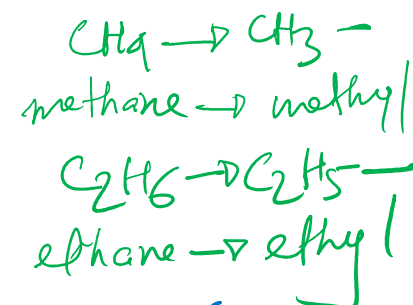 CH4 → CH3 –
methane → methyl
C2H6 → C2H5 –
ethane → ethyl